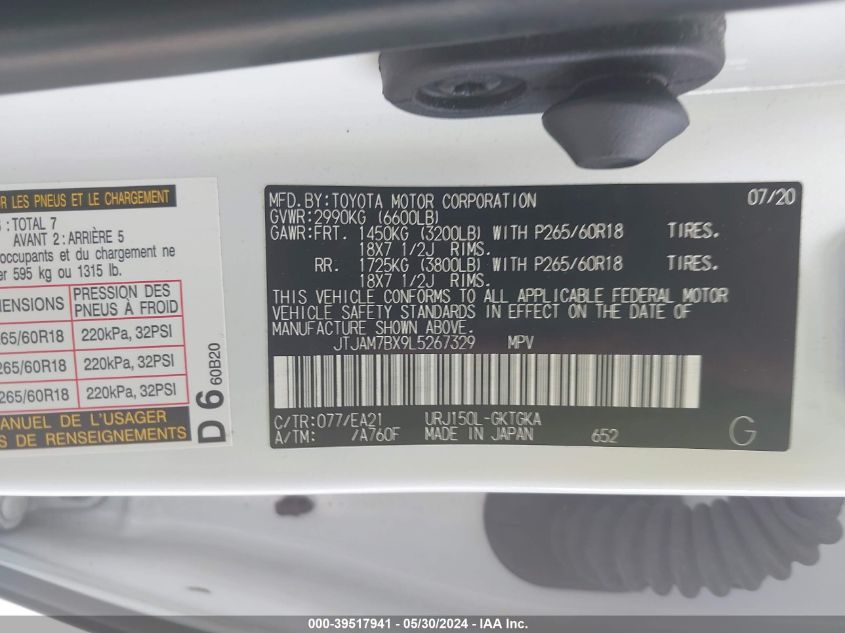 R LES PNEUS ET LE CHARGEMENT
: TOTAL 7
AVANT 2 : ARRIÈRE 5
occupants et du chargement ne
er 595 kg ou 1315 lb.
MENSIONS PRESSION DES PNEUS À FROID
265/60R18 220kPa, 32PSI
265/60R18 220kPa, 32PSI
265/60R18 220kPa, 32PSI
MANUEL DE L'USAGER
S DE RENSEIGNEMENTS
D 6 60B20
MFD. BY: TOYOTA MOTOR CORPORATION 07/20
GVWR: 2990KG (6600LB)
GAWR: FRT. 1450KG (3200LB) WITH P265/60R18 TIRES.
18X7 1/2J RIMS.
RR. 1725KG (3800LB) WITH P265/60R18 TIRES.
18X7 1/2J RIMS.
THIS VEHICLE CONFORMS TO ALL APPLICABLE FEDERAL MOTOR
VEHICLE SAFETY STANDARDS IN EFFECT ON THE DATE OF
MANUFACTURE SHOWN ABOVE.
JTJAM7BX9L5267329 MPV
C/TR: 077/EA21 URJ150L-GKTGKA
A/TM: /A760F MADE IN JAPAN 652 G
000-39517941 - 05/30/2024 - IAA Inc.